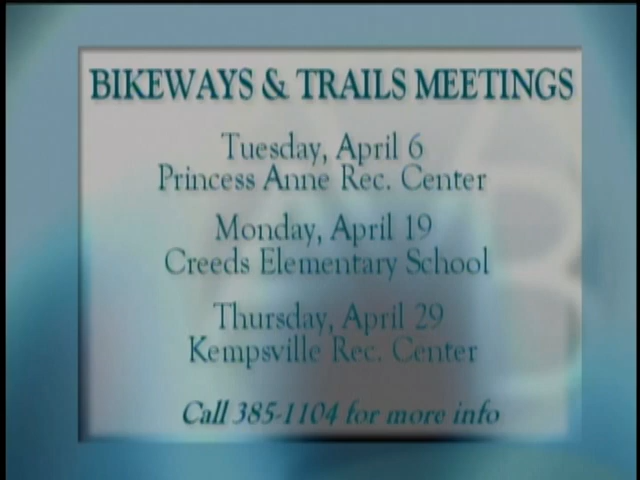 BIKEWAYS & TRAILS MEETINGS
Tuesday, April 6
Princess Anne Rec. Center
Monday, April 19
Creeds Elementary School
Thursday, April 29
Kempsville Rec. Center
Call 385-1104 for more info